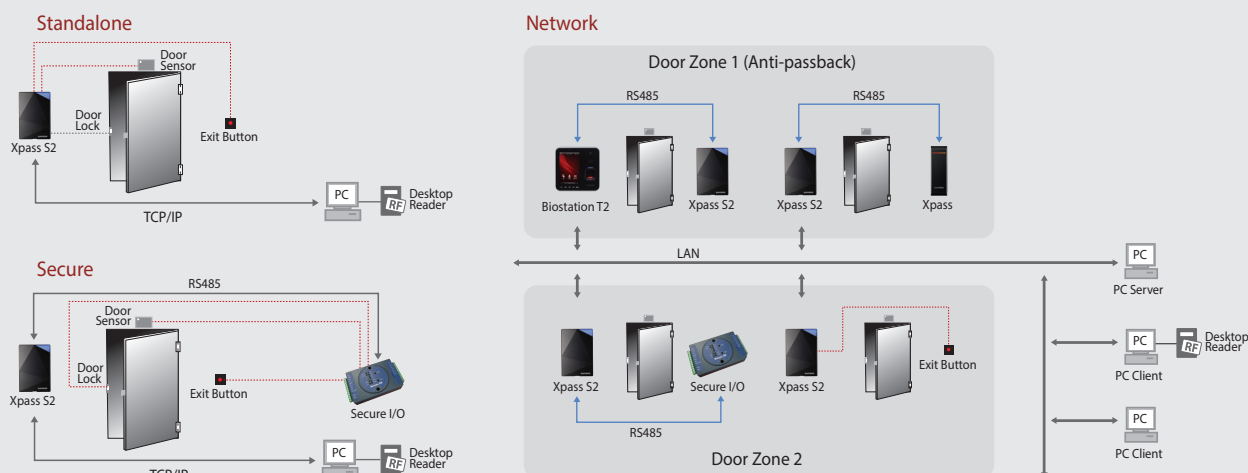 Standalone
Door
Sensor
Door
Lock
Xpass S2
Exit Button
TCP/IP
PC
RF
Desktop
Reader
Secure
RS485
Door
Sensor
Door
Lock
Xpass S2
Exit Button
Secure I/O
TCP/IP
PC
RF
Desktop
Reader
Network
Door Zone 1 (Anti-passback)
RS485
RS485
Biostation T2
Xpass S2
Xpass S2
Xpass
LAN
PC
PC Server
Xpass S2
Secure I/O
RS485
Xpass S2
Exit Button
Door Zone 2
PC
RF
Desktop
Reader
PC Client
PC
PC Client